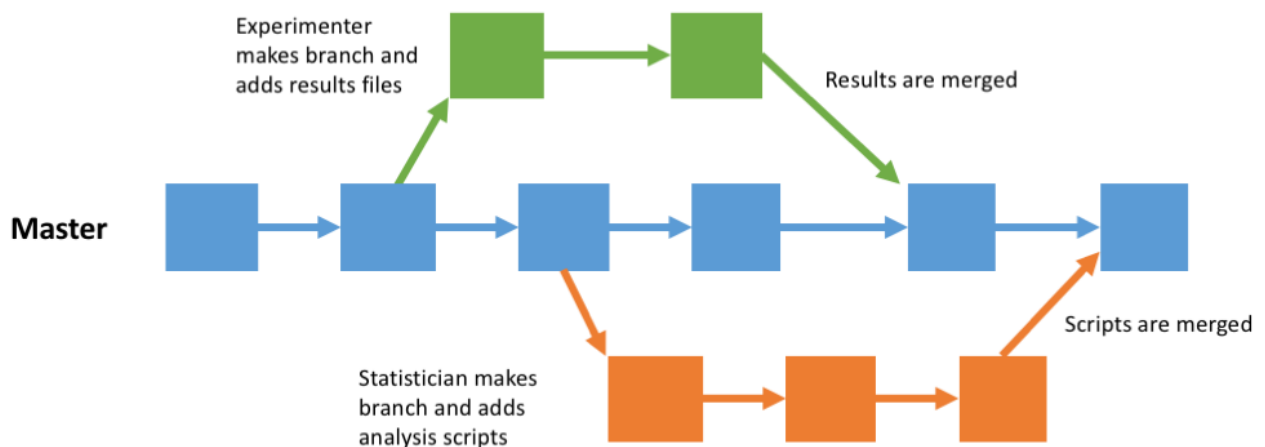 Experimenter
makes branch and
adds results files
Results are merged
Master
Scripts are merged
Statistician makes
branch and adds
analysis scripts